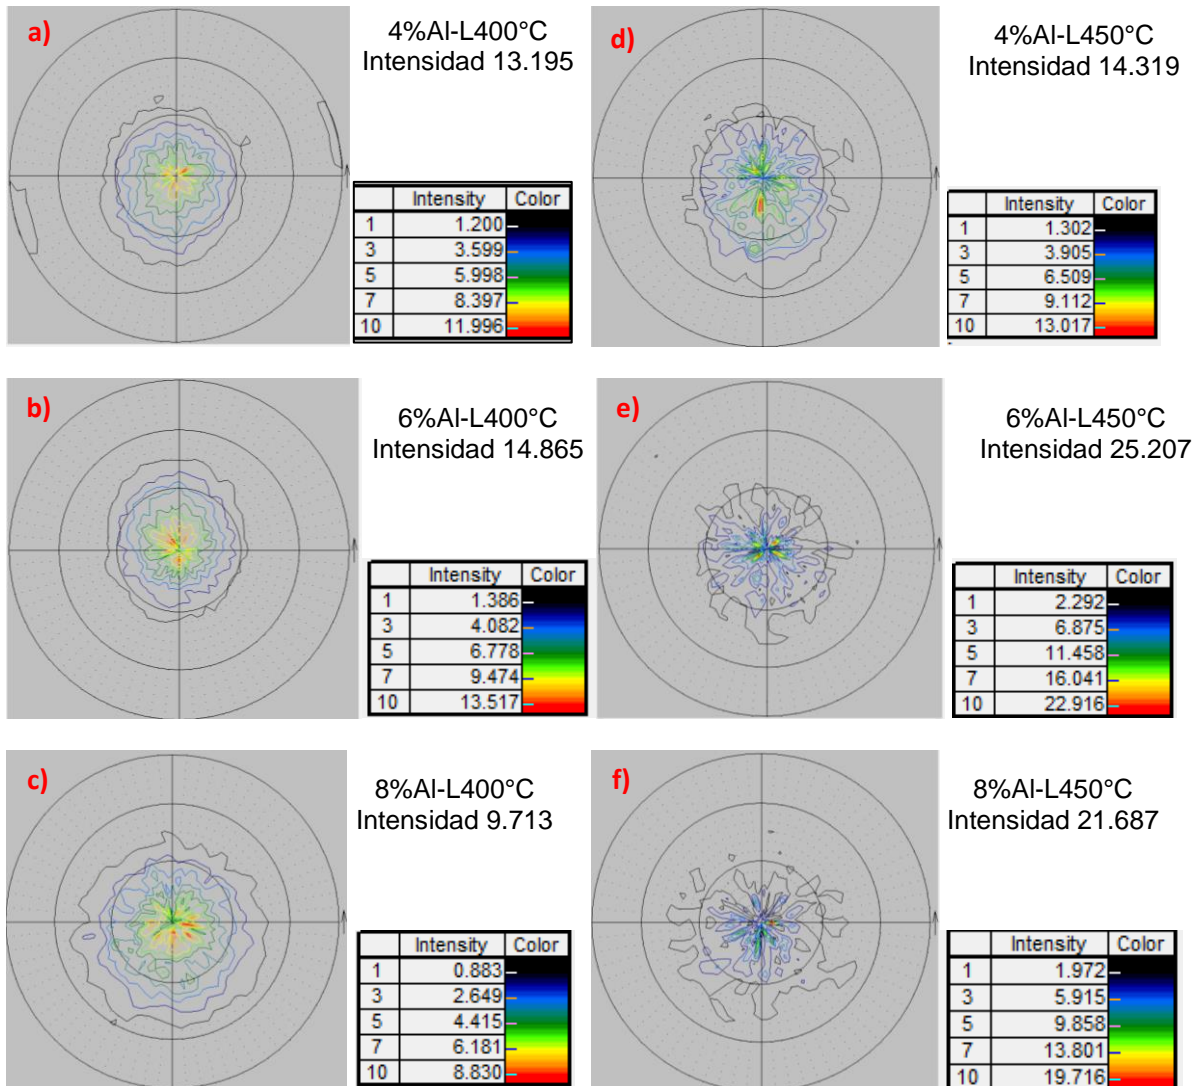 a)
4%Al-L400°C
Intensidad 13.195
Intensity Color
1 1.200
3 3.599
5 5.998
7 8.397
10 11.996
d)
4%Al-L450°C
Intensidad 14.319
Intensity Color
1 1.302
3 3.905
5 6.509
7 9.112
10 13.017
b)
6%Al-L400°C
Intensidad 14.865
Intensity Color
1 1.386
3 4.082
5 6.778
7 9.474
10 13.517
e)
6%Al-L450°C
Intensidad 25.207
Intensity Color
1 2.292
3 6.875
5 11.458
7 16.041
10 22.916
c)
8%Al-L400°C
Intensidad 9.713
Intensity Color
1 0.883
3 2.649
5 4.415
7 6.181
10 8.830
f)
8%Al-L450°C
Intensidad 21.687
Intensity Color
1 1.972
3 5.915
5 9.858
7 13.801
10 19.716